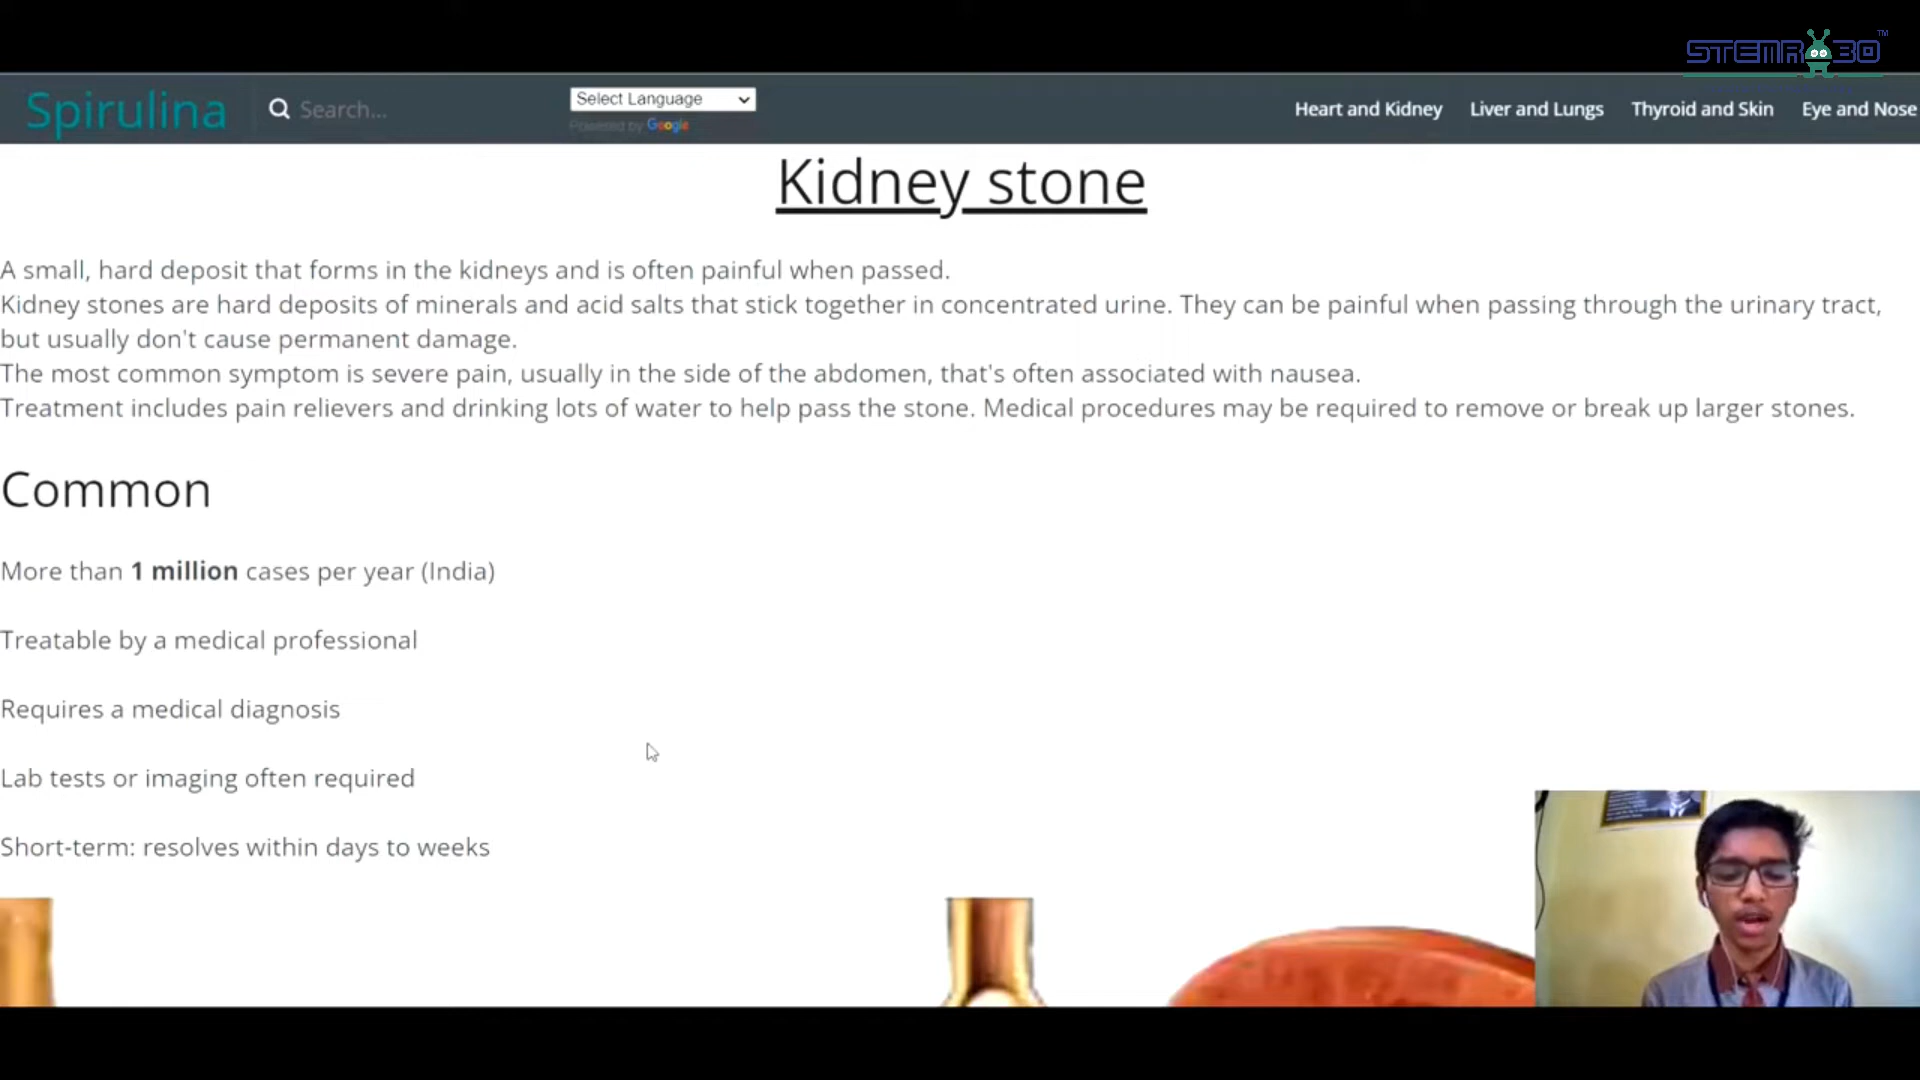 STEMROBO™
Spirulina
Search...
Select Language
Powered by Google
Heart and Kidney
Liver and Lungs
Thyroid and Skin
Eye and Nose
Kidney stone
A small, hard deposit that forms in the kidneys and is often painful when passed.
Kidney stones are hard deposits of minerals and acid salts that stick together in concentrated urine. They can be painful when passing through the urinary tract,
but usually don't cause permanent damage.
The most common symptom is severe pain, usually in the side of the abdomen, that's often associated with nausea.
Treatment includes pain relievers and drinking lots of water to help pass the stone. Medical procedures may be required to remove or break up larger stones.
Common
More than 1 million cases per year (India)
Treatable by a medical professional
Requires a medical diagnosis
Lab tests or imaging often required
Short-term: resolves within days to weeks